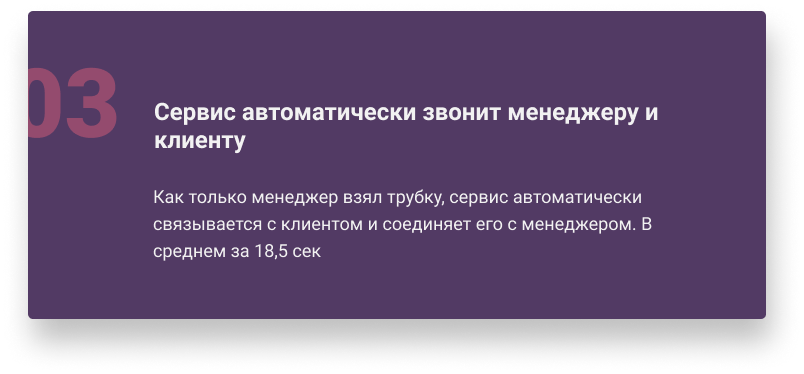 03
Сервис автоматически звонит менеджеру и
клиенту
Как только менеджер взял трубку, сервис автоматически
связывается с клиентом и соединяет его с менеджером. В
среднем за 18,5 сек